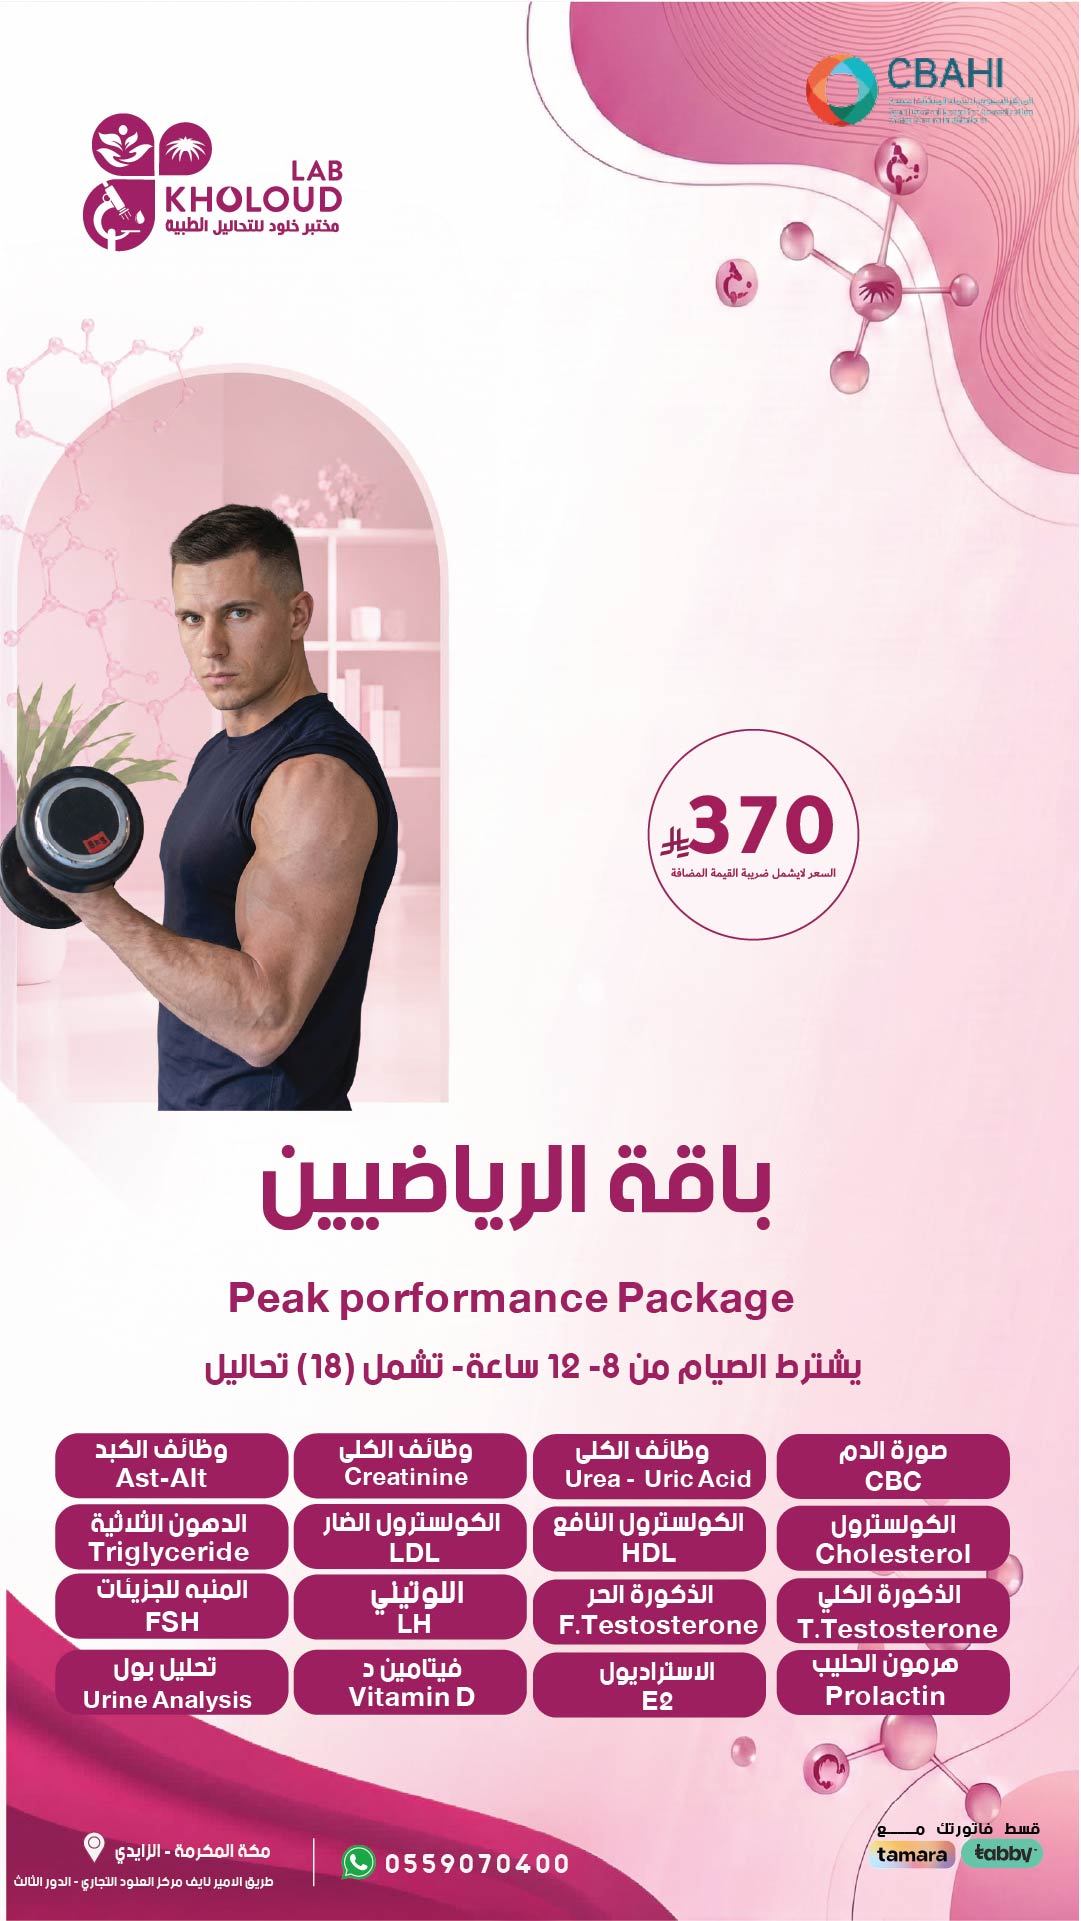 CBAHI
LAB
KHOLOUD
مختبر خلود للتحاليل الطبية
370
السعر لايشمل ضريبة القيمة المضافة
باقة الرياضيين
Peak porformance Package
يشترط الصيام من 8- 12 ساعة- تشمل (18) تحاليل
صورة الدم
CBC
وظائف الكلى
Urea - Uric Acid
وظائف الكلى
Creatinine
وظائف الكبد
Ast-Alt
الكولسترول
Cholesterol
الكولسترول النافع
HDL
الكولسترول الضار
LDL
الدهون الثلاثية
Triglyceride
الذكورة الكلي
T.Testosterone
الذكورة الحر
F.Testosterone
اللوتيني
LH
المنبه للجزيئات
FSH
هرمون الحليب
Prolactin
الاستراديول
E2
فيتامين د
Vitamin D
تحليل بول
Urine Analysis
قسط فاتورتك مع
tamara tabby
0559070400
مكة المكرمة - الزايدي
طريق الامير نايف مركز العنود التجاري - الدور الثالث